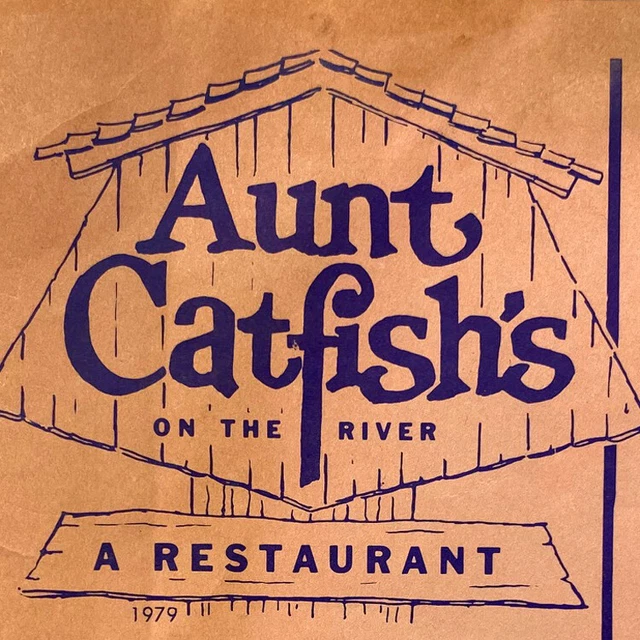 Aunt
Catfish's
ON THE RIVER
A RESTAURANT
1979